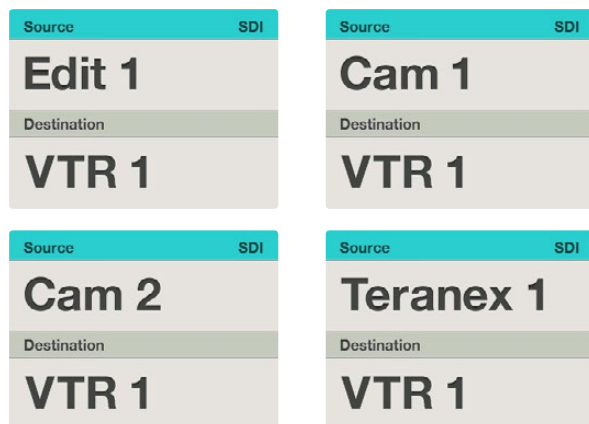 Source SDI
Edit 1
Destination
VTR 1
Source SDI
Cam 1
Destination
VTR 1
Source SDI
Cam 2
Destination
VTR 1
Source SDI
Teranex 1
Destination
VTR 1